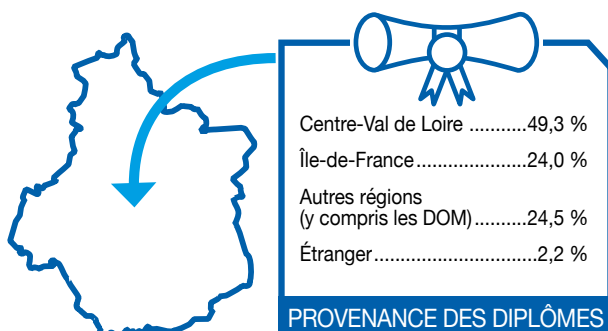 Centre-Val de Loire ...........49,3 %
Île-de-France......................24,0 %
Autres régions
(y compris les DOM)..........24,5 %
Étranger.................................2,2 %
PROVENANCE DES DIPLÔMES